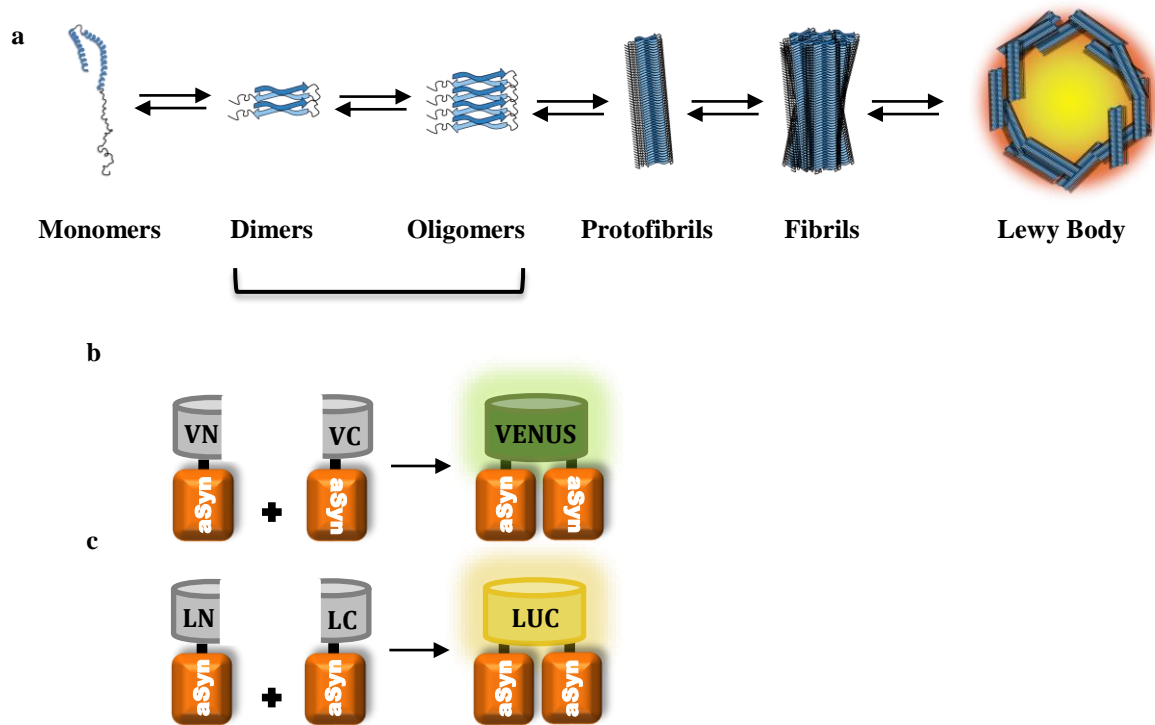 a
Monomers Dimers Oligomers Protofibrils Fibrils Lewy Body
b
VN VC VENUS
aSyn aSyn aSyn aSyn
c
LN LC LUC
aSyn aSyn aSyn aSyn